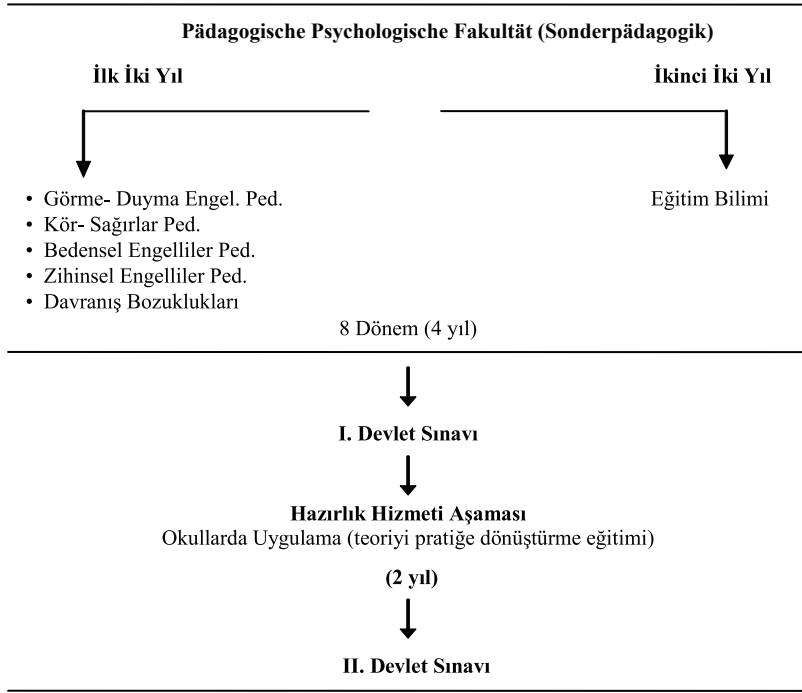 Pädagogische Psychologische Fakultät (Sonderpädagogik)
İlk İki Yıl
İkinci İki Yıl
• Görme- Duyma Engel. Ped.
• Kör- Sağırlar Ped.
• Bedensel Engelliler Ped.
• Zihinsel Engelliler Ped.
• Davranış Bozuklukları
Eğitim Bilimi
8 Dönem (4 yıl)
I. Devlet Sınavı
Hazırlık Hizmeti Aşaması
Okullarda Uygulama (teoriyi pratiğe dönüştürme eğitimi)
(2 yıl)
II. Devlet Sınavı